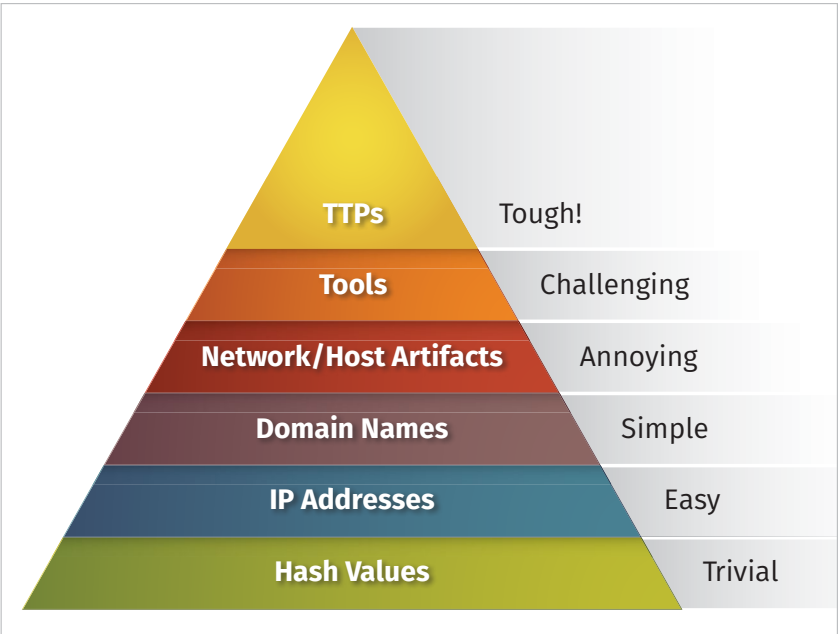 TTPs Tough!
Tools Challenging
Network/Host Artifacts Annoying
Domain Names Simple
IP Addresses Easy
Hash Values Trivial